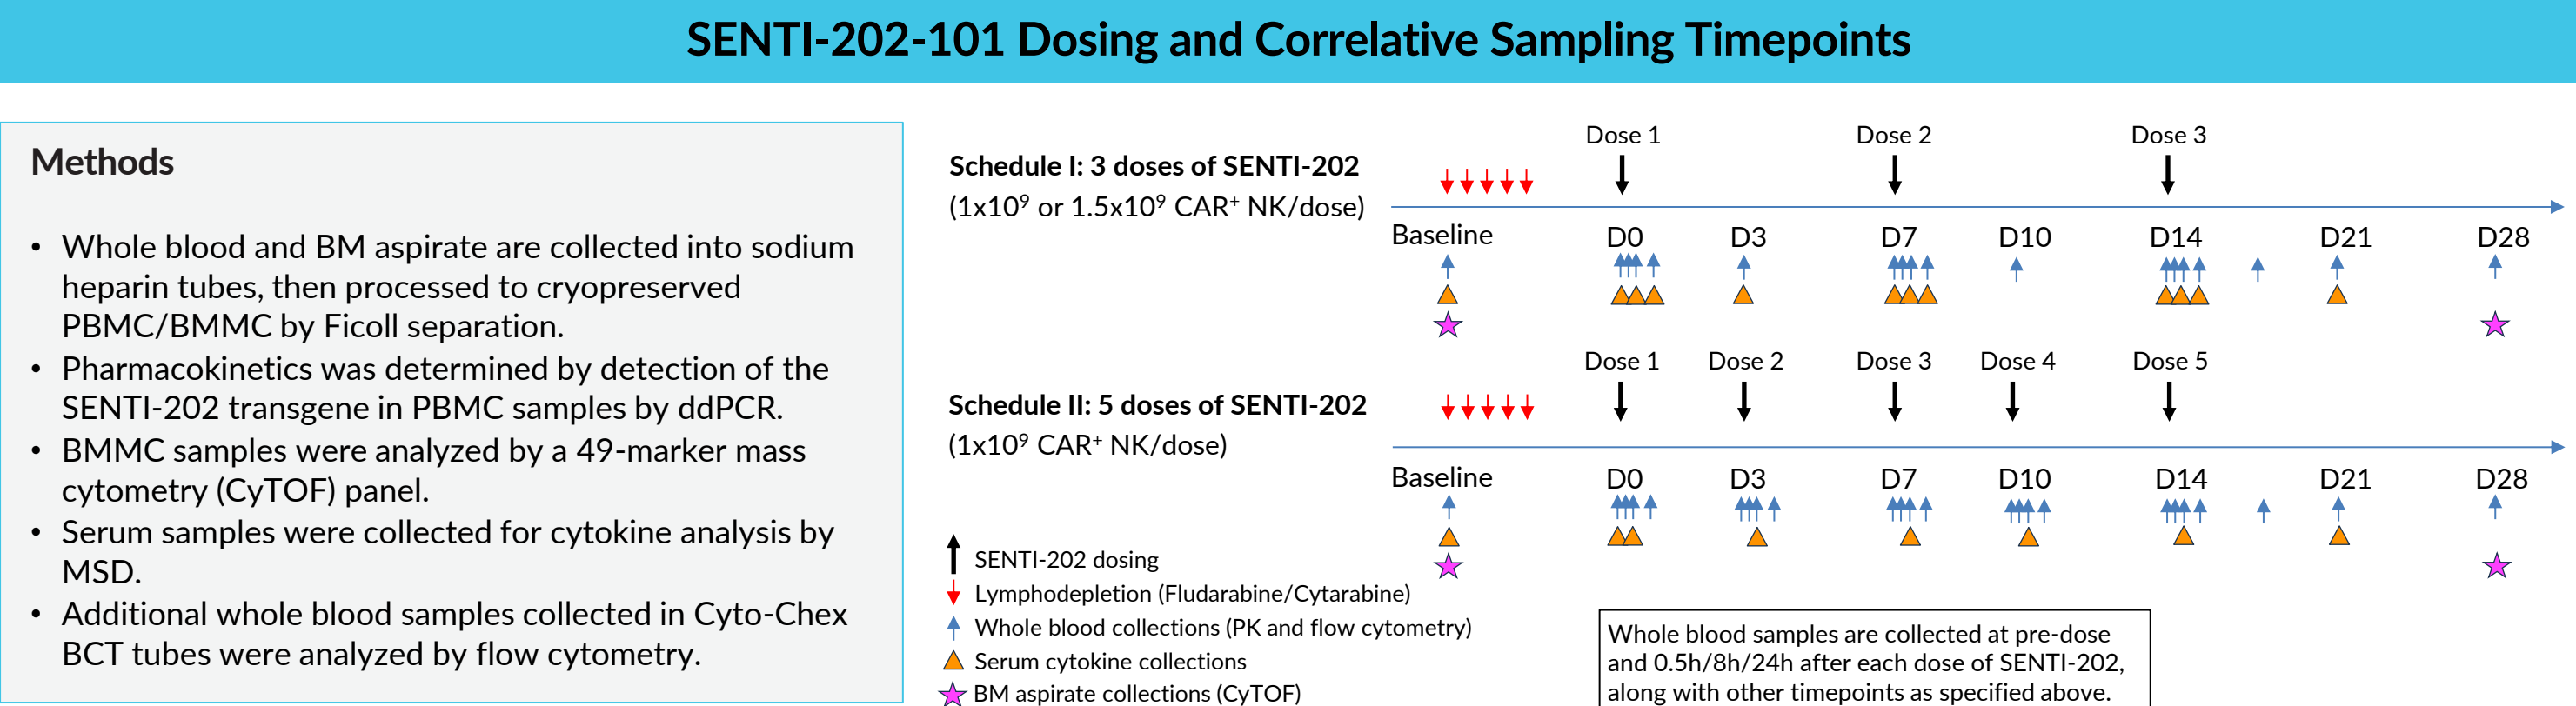 SENTI-202-101 Dosing and Correlative Sampling Timepoints
Methods
• Whole blood and BM aspirate are collected into sodium
heparin tubes, then processed to cryopreserved
PBMC/BMMC by Ficoll separation.
• Pharmacokinetics was determined by detection of the
SENTI-202 transgene in PBMC samples by ddPCR.
• BMMC samples were analyzed by a 49-marker mass
cytometry (CyTOF) panel.
• Serum samples were collected for cytokine analysis by
MSD.
• Additional whole blood samples collected in Cyto-Chex
BCT tubes were analyzed by flow cytometry.
Dose 1 Dose 2 Dose 3
Schedule I: 3 doses of SENTI-202
(1x10⁹ or 1.5x10⁹ CAR⁺ NK/dose)
Baseline D0 D3 D7 D10 D14 D21 D28
Dose 1 Dose 2 Dose 3 Dose 4 Dose 5
Schedule II: 5 doses of SENTI-202
(1x10⁹ CAR⁺ NK/dose)
Baseline D0 D3 D7 D10 D14 D21 D28
SENTI-202 dosing
Lymphodepletion (Fludarabine/Cytarabine)
Whole blood collections (PK and flow cytometry)
Serum cytokine collections
BM aspirate collections (CyTOF)
Whole blood samples are collected at pre-dose
and 0.5h/8h/24h after each dose of SENTI-202,
along with other timepoints as specified above.